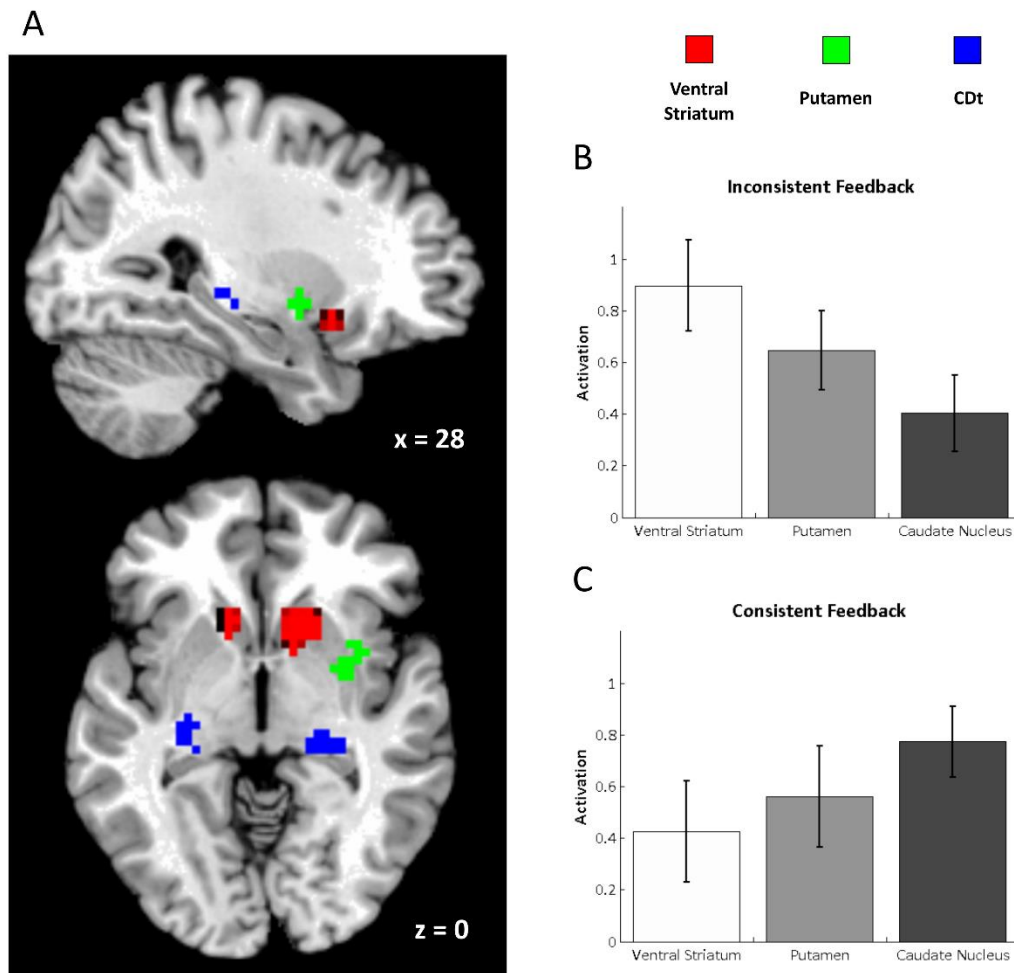 A
x = 28
z = 0
Ventral
Striatum
Putamen
CDt
B
Inconsistent Feedback
Activation
1
0.8
0.6
0.4
0.2
0
Ventral Striatum
Putamen
Caudate Nucleus
C
Consistent Feedback
Activation
1
0.8
0.6
0.4
0.2
0
Ventral Striatum
Putamen
Caudate Nucleus